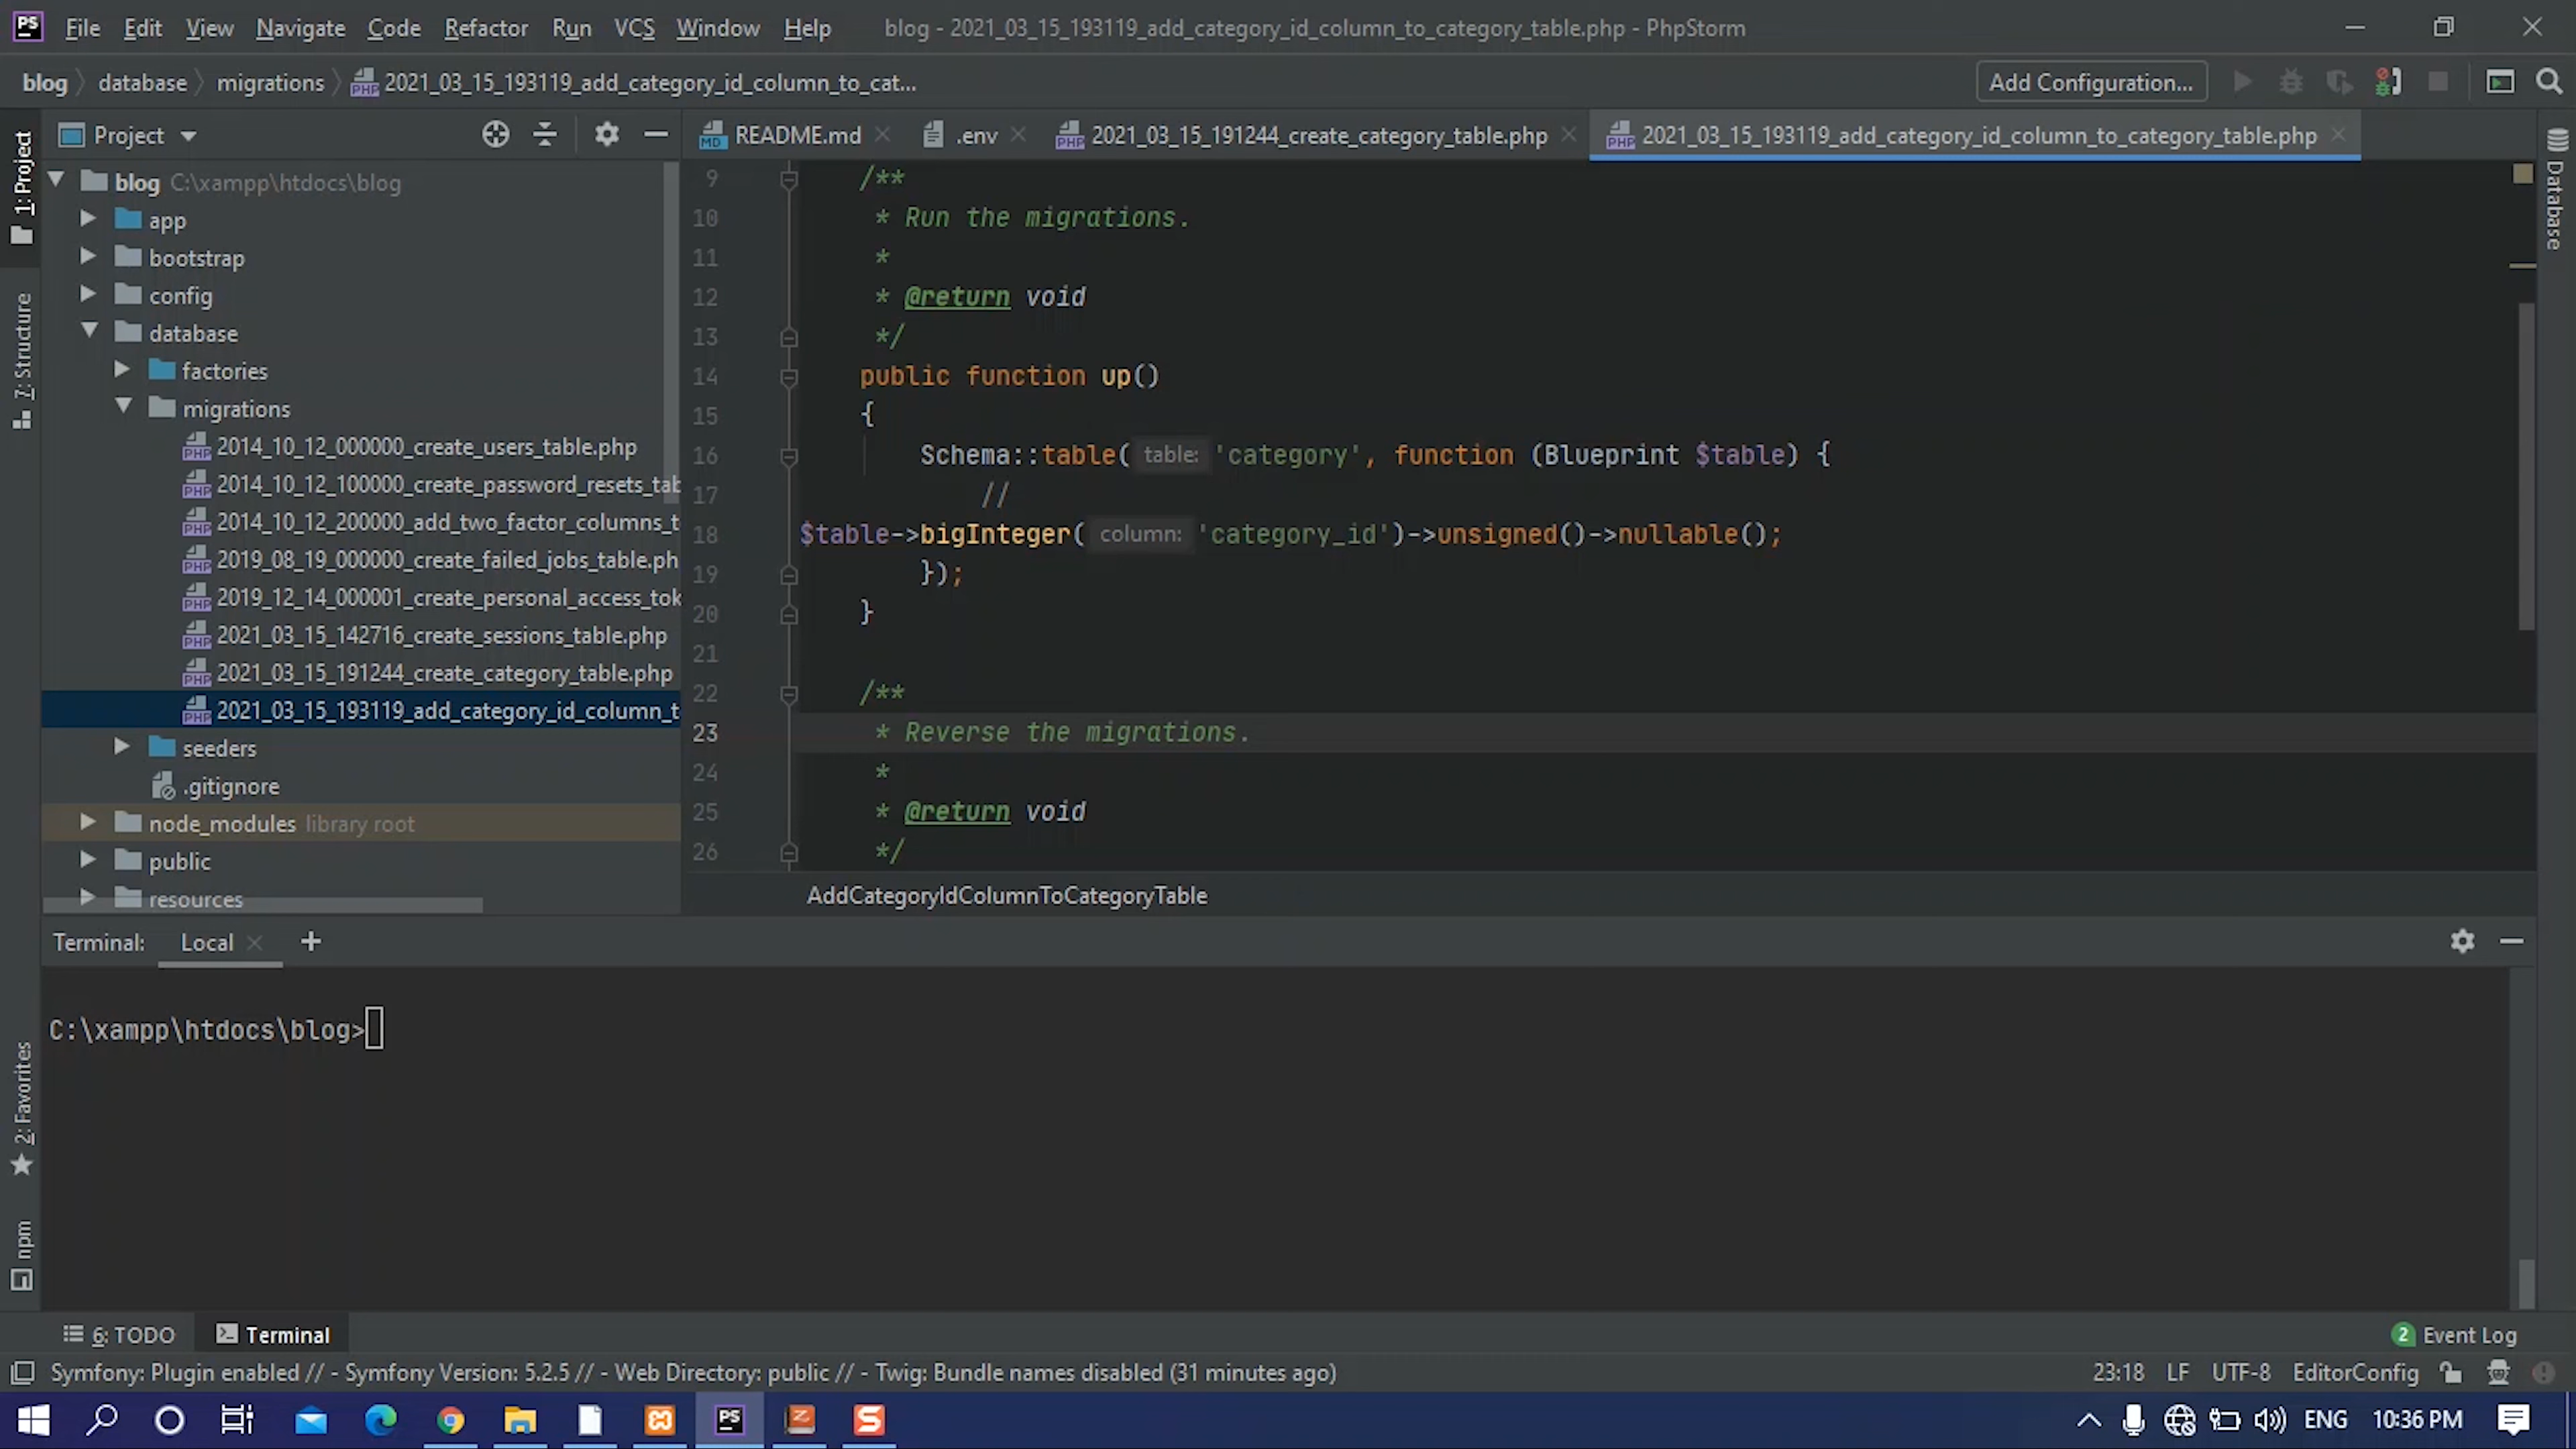 PS File Edit View Navigate Code Refactor Run VCS Window Help blog - 2021_03_15_193119_add_category_id_column_to_category_table.php - PhpStorm
blog database migrations 2021_03_15_193119_add_category_id_column_to_cat... Add Configuration...
Project README.md .env 2021_03_15_191244_create_category_table.php 2021_03_15_193119_add_category_id_column_to_category_table.php
1: Project
7: Structure
2: Favorites
npm
blog C:\xampp\htdocs\blog
app
bootstrap
config
database
factories
migrations
2014_10_12_000000_create_users_table.php
2014_10_12_100000_create_password_resets_tab
2014_10_12_200000_add_two_factor_columns_t
2019_08_19_000000_create_failed_jobs_table.ph
2019_12_14_000001_create_personal_access_tok
2021_03_15_142716_create_sessions_table.php
2021_03_15_191244_create_category_table.php
2021_03_15_193119_add_category_id_column_t
seeders
.gitignore
node_modules library root
public
resources
9 /**
10 * Run the migrations.
11 *
12 * @return void
13 */
14 public function up()
15 {
16 Schema::table( table: 'category', function (Blueprint $table) {
17 //
18 $table->bigInteger( column: 'category_id')->unsigned()->nullable();
19 });
20 }
21
22 /**
23 * Reverse the migrations.
24 *
25 * @return void
26 */
AddCategoryIdColumnToCategoryTable
Database
Terminal: Local +
C:\xampp\htdocs\blog>
6: TODO Terminal 2 Event Log
Symfony: Plugin enabled // - Symfony Version: 5.2.5 // - Web Directory: public // - Twig: Bundle names disabled (31 minutes ago) 23:18 LF UTF-8 EditorConfig
PS ENG 10:36 PM